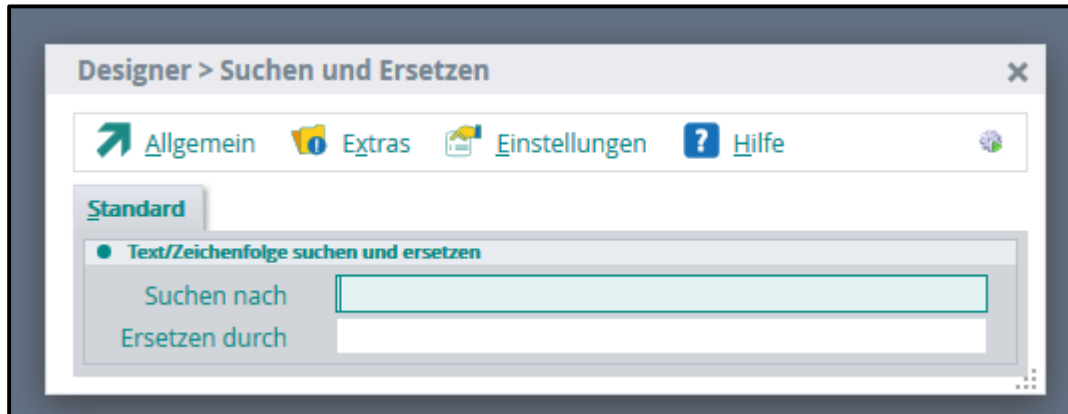 Designer > Suchen und Ersetzen
Allgemein Extras Einstellungen Hilfe
Standard
Text/Zeichenfolge suchen und ersetzen
Suchen nach
Ersetzen durch